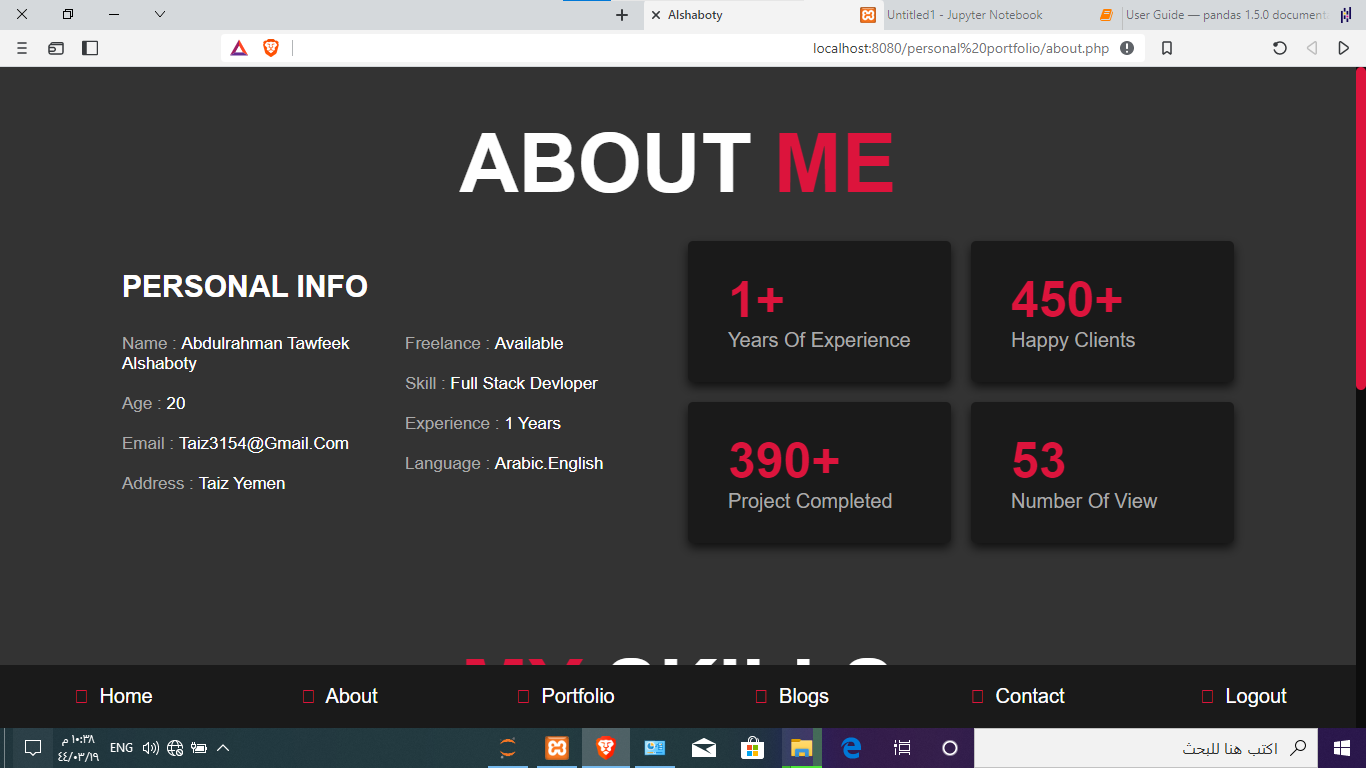 Alshaboty
Untitled1 - Jupyter Notebook
User Guide — pandas 1.5.0 document
localhost:8080/personal%20portfolio/about.php
ABOUT ME
PERSONAL INFO
Name : Abdulrahman Tawfeek
Alshaboty
Age : 20
Email : Taiz3154@Gmail.Com
Address : Taiz Yemen
Freelance : Available
Skill : Full Stack Devloper
Experience : 1 Years
Language : Arabic.English
1+
Years Of Experience
450+
Happy Clients
390+
Project Completed
53
Number Of View
MY SKILLS
Home
About
Portfolio
Blogs
Contact
Logout
١٠:٣٨ م
٤٤/٠٣/١٩
ENG
اكتب هنا للبحث